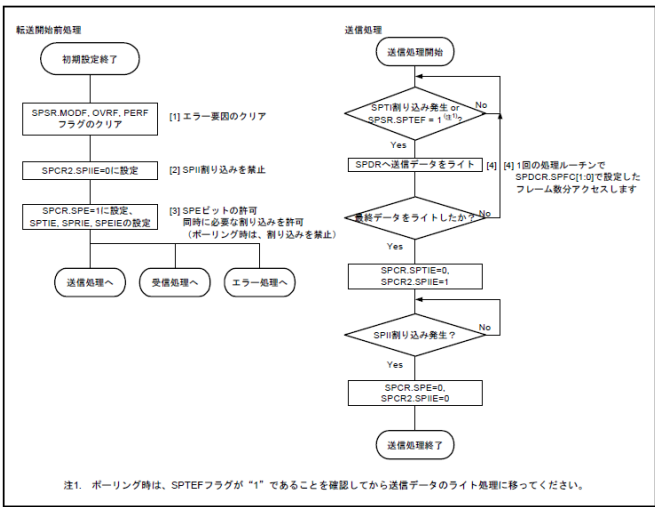 転送開始前処理
初期設定終了
SPSR.MODF, OVRF, PERF
フラグのクリア
[1] エラー要因のクリア
SPCR2.SPIIE=0に設定
[2] SPII割り込みを禁止
SPCR.SPE=1に設定、
SPTIE, SPRIE, SPEIEの設定
[3] SPEビットの許可
同時に必要な割り込みを許可
（ポーリング時は、割り込みを禁止）
送信処理へ
受信処理へ
エラー処理へ
送信処理
送信処理開始
SPTI割り込み発生 or
SPSR.SPTEF = 1(注1)?
No
Yes
SPDRへ送信データをライト
[4]
[4] 1回の処理ルーチンで
SPDCR.SPFC[1:0]で設定した
フレーム数分アクセスします
最終データをライトしたか？
No
Yes
SPCR.SPTIE=0,
SPCR2.SPIIE=1
SPII割り込み発生？
No
Yes
SPCR.SPE=0,
SPCR2.SPIIE=0
送信処理終了
注1. ポーリング時は、SPTEFフラグが“1”であることを確認してから送信データのライト処理に移ってください。